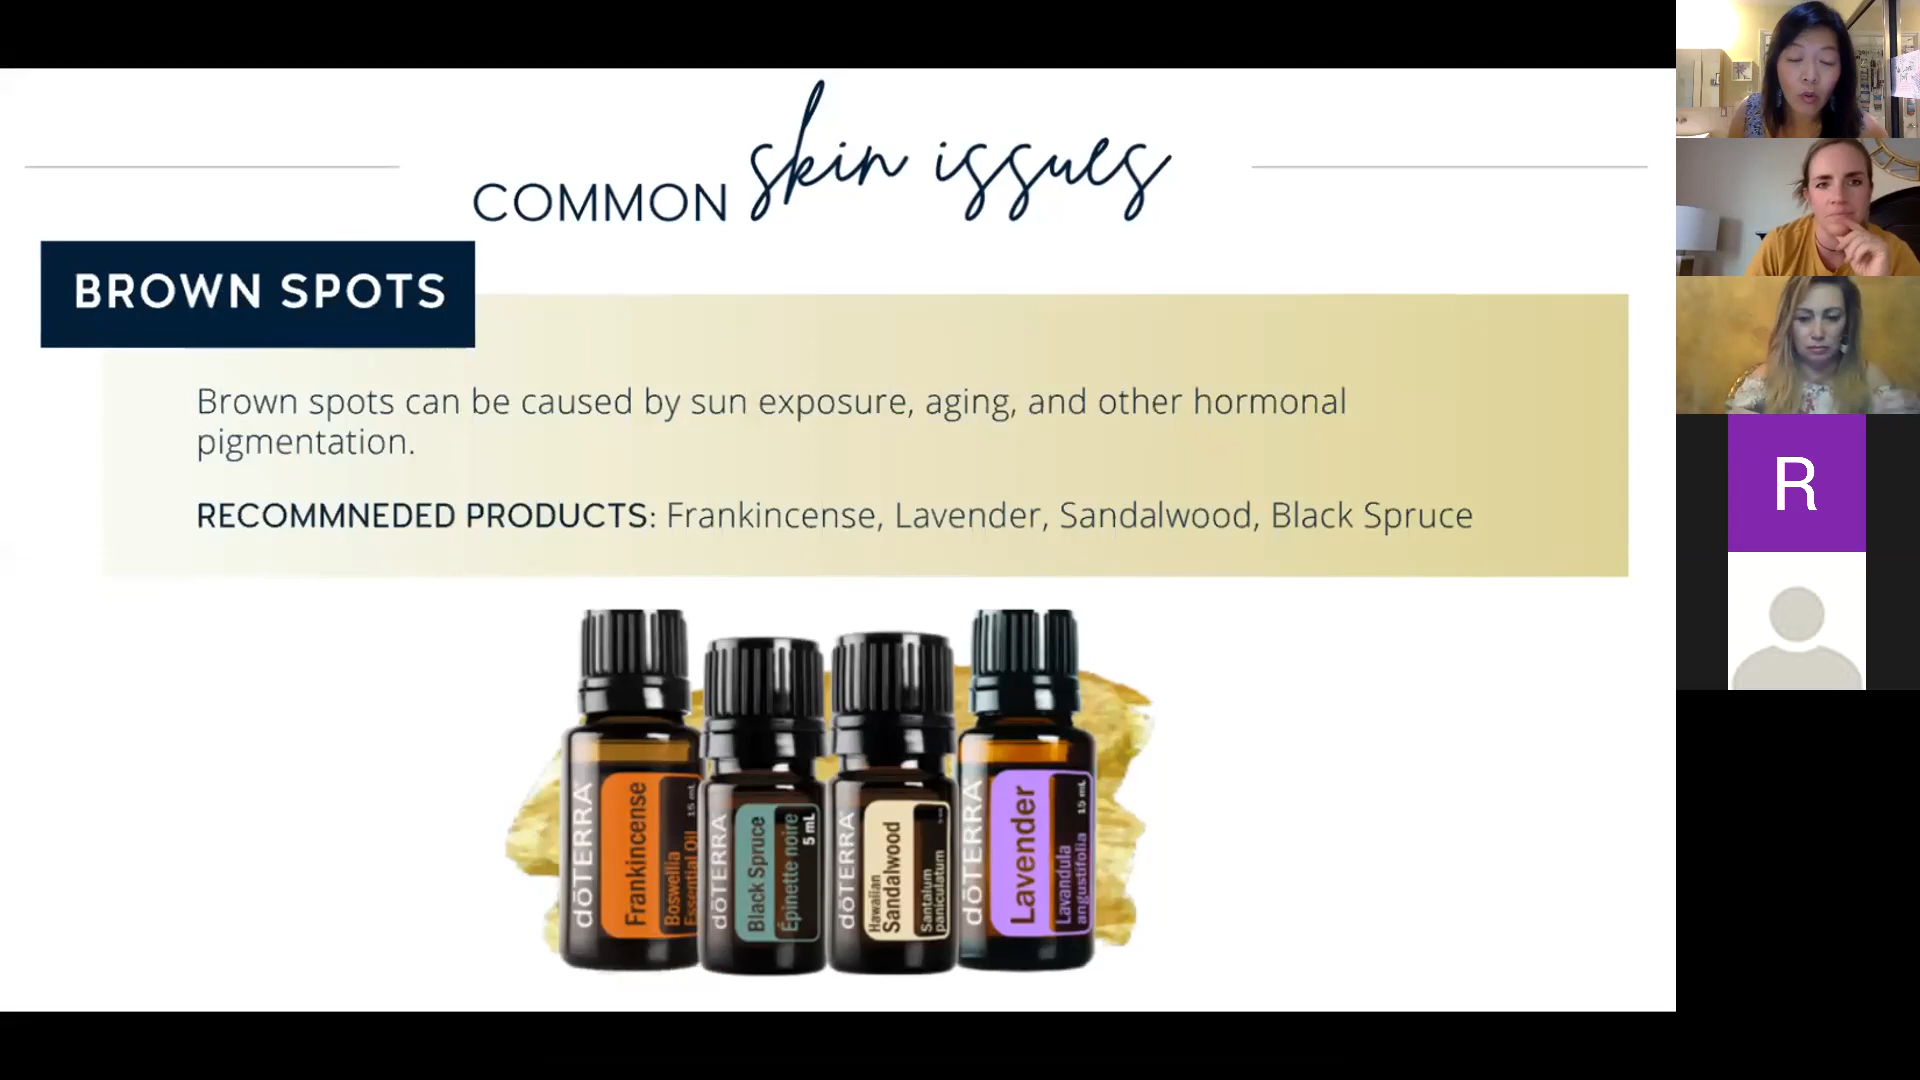 COMMON skin issues
BROWN SPOTS
Brown spots can be caused by sun exposure, aging, and other hormonal
pigmentation.
RECOMMNEDED PRODUCTS: Frankincense, Lavender, Sandalwood, Black Spruce
dōTERRA
Frankincense
Boswellia
Essential Oil
15 mL
dōTERRA
Black Spruce
Épinette noire
5 mL
dōTERRA
Hawaiian
Sandalwood
Santalum
paniculatum
dōTERRA
Lavender
Lavandula
angustifolia
15 mL
R